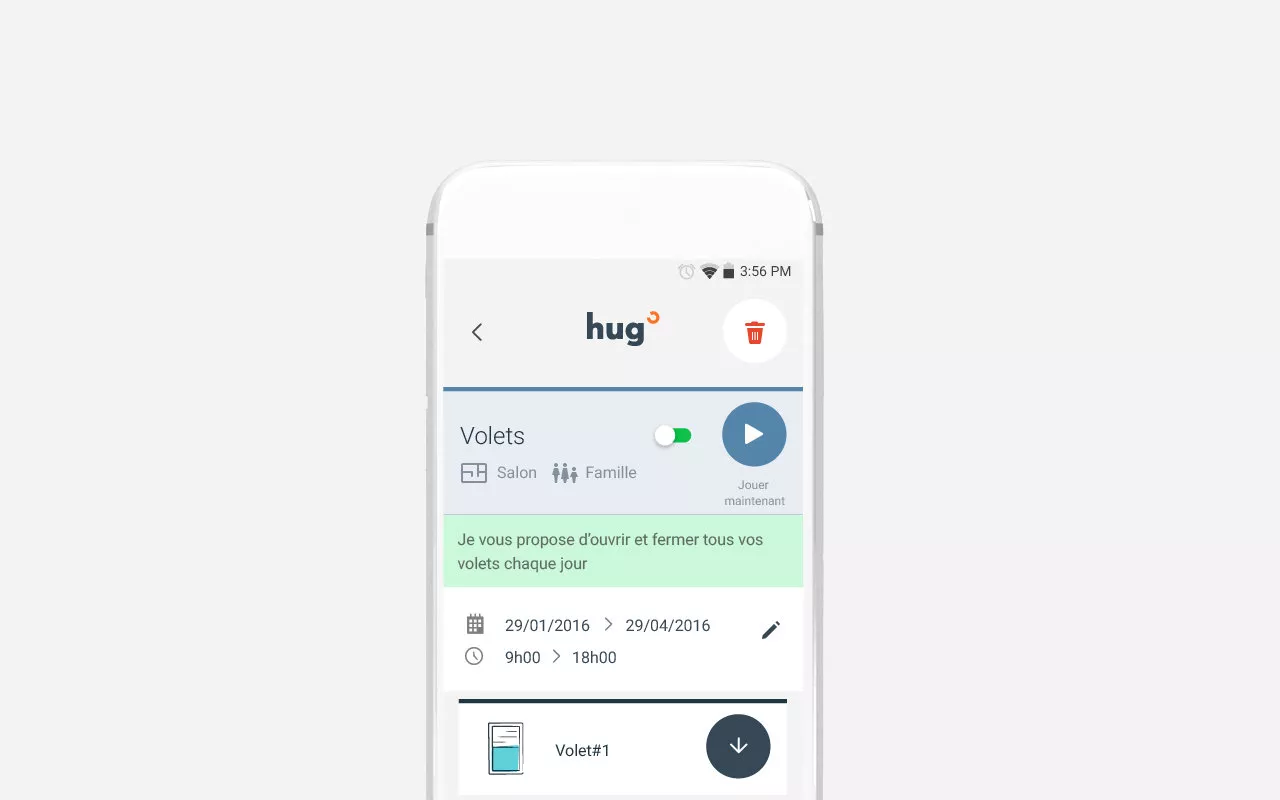 3:56 PM
hug
Volets
Salon Famille
Jouer
maintenant
Je vous propose d’ouvrir et fermer tous vos
volets chaque jour
29/01/2016 > 29/04/2016
9h00 > 18h00
Volet#1